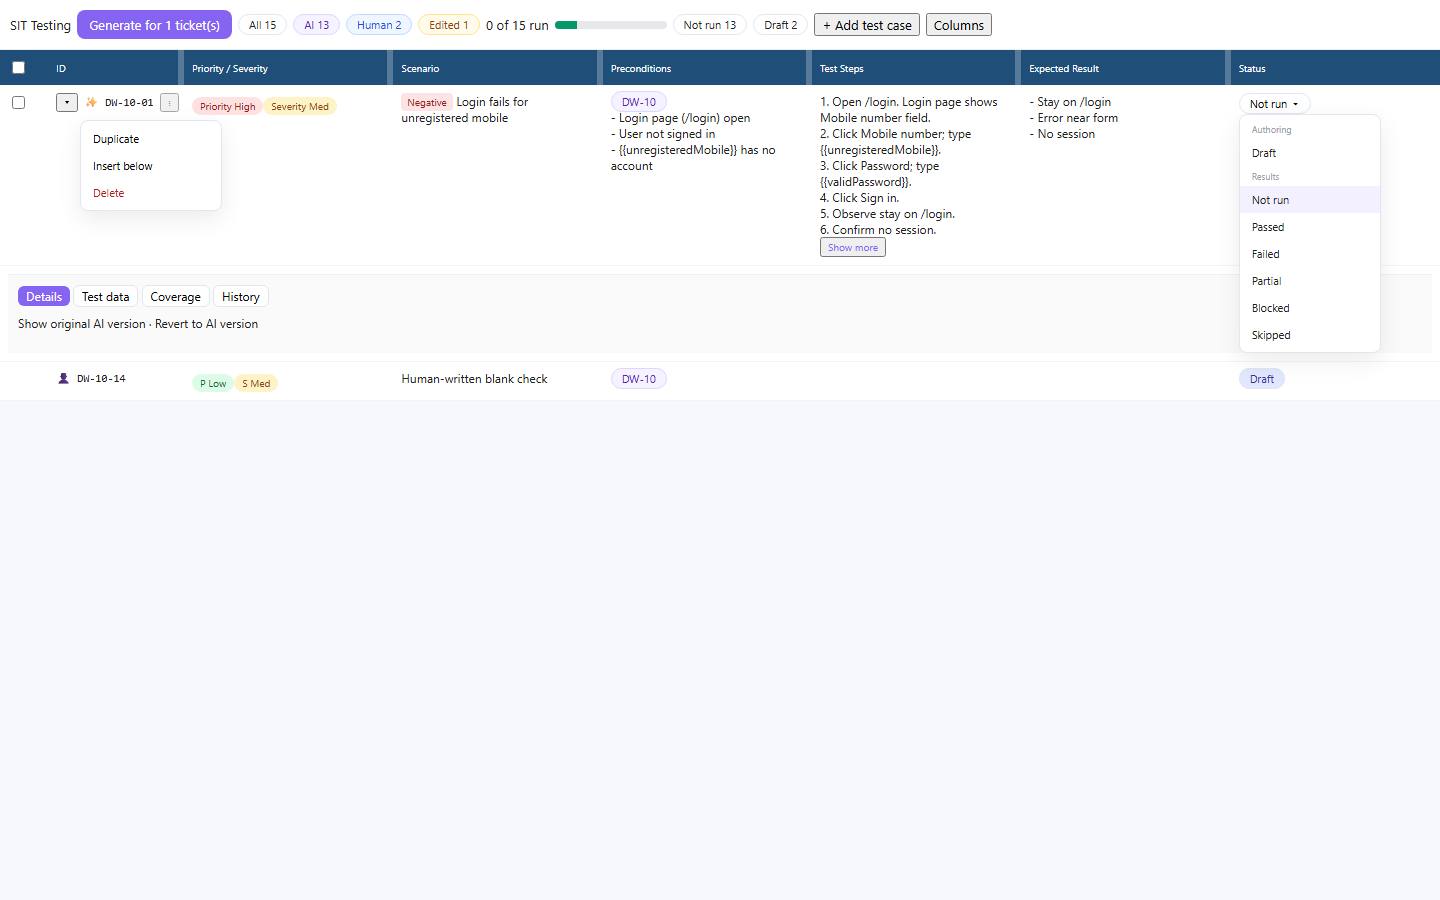 SIT Testing Generate for 1 ticket(s) All 15 AI 13 Human 2 Edited 1 0 of 15 run Not run 13 Draft 2 + Add test case Columns
ID Priority / Severity Scenario Preconditions Test Steps Expected Result Status
DW-10-01
Priority High Severity Med
Negative Login fails for
unregistered mobile
DW-10
- Login page (/login) open
- User not signed in
- {{unregisteredMobile}} has no
account
1. Open /login. Login page shows
Mobile number field.
2. Click Mobile number; type
{{unregisteredMobile}}.
3. Click Password; type
{{validPassword}}.
4. Click Sign in.
5. Observe stay on /login.
6. Confirm no session.
Show more
- Stay on /login
- Error near form
- No session
Not run
Duplicate
Insert below
Delete
Authoring
Draft
Results
Not run
Passed
Failed
Partial
Blocked
Skipped
Details Test data Coverage History
Show original AI version · Revert to AI version
DW-10-14 P Low S Med Human-written blank check DW-10 Draft